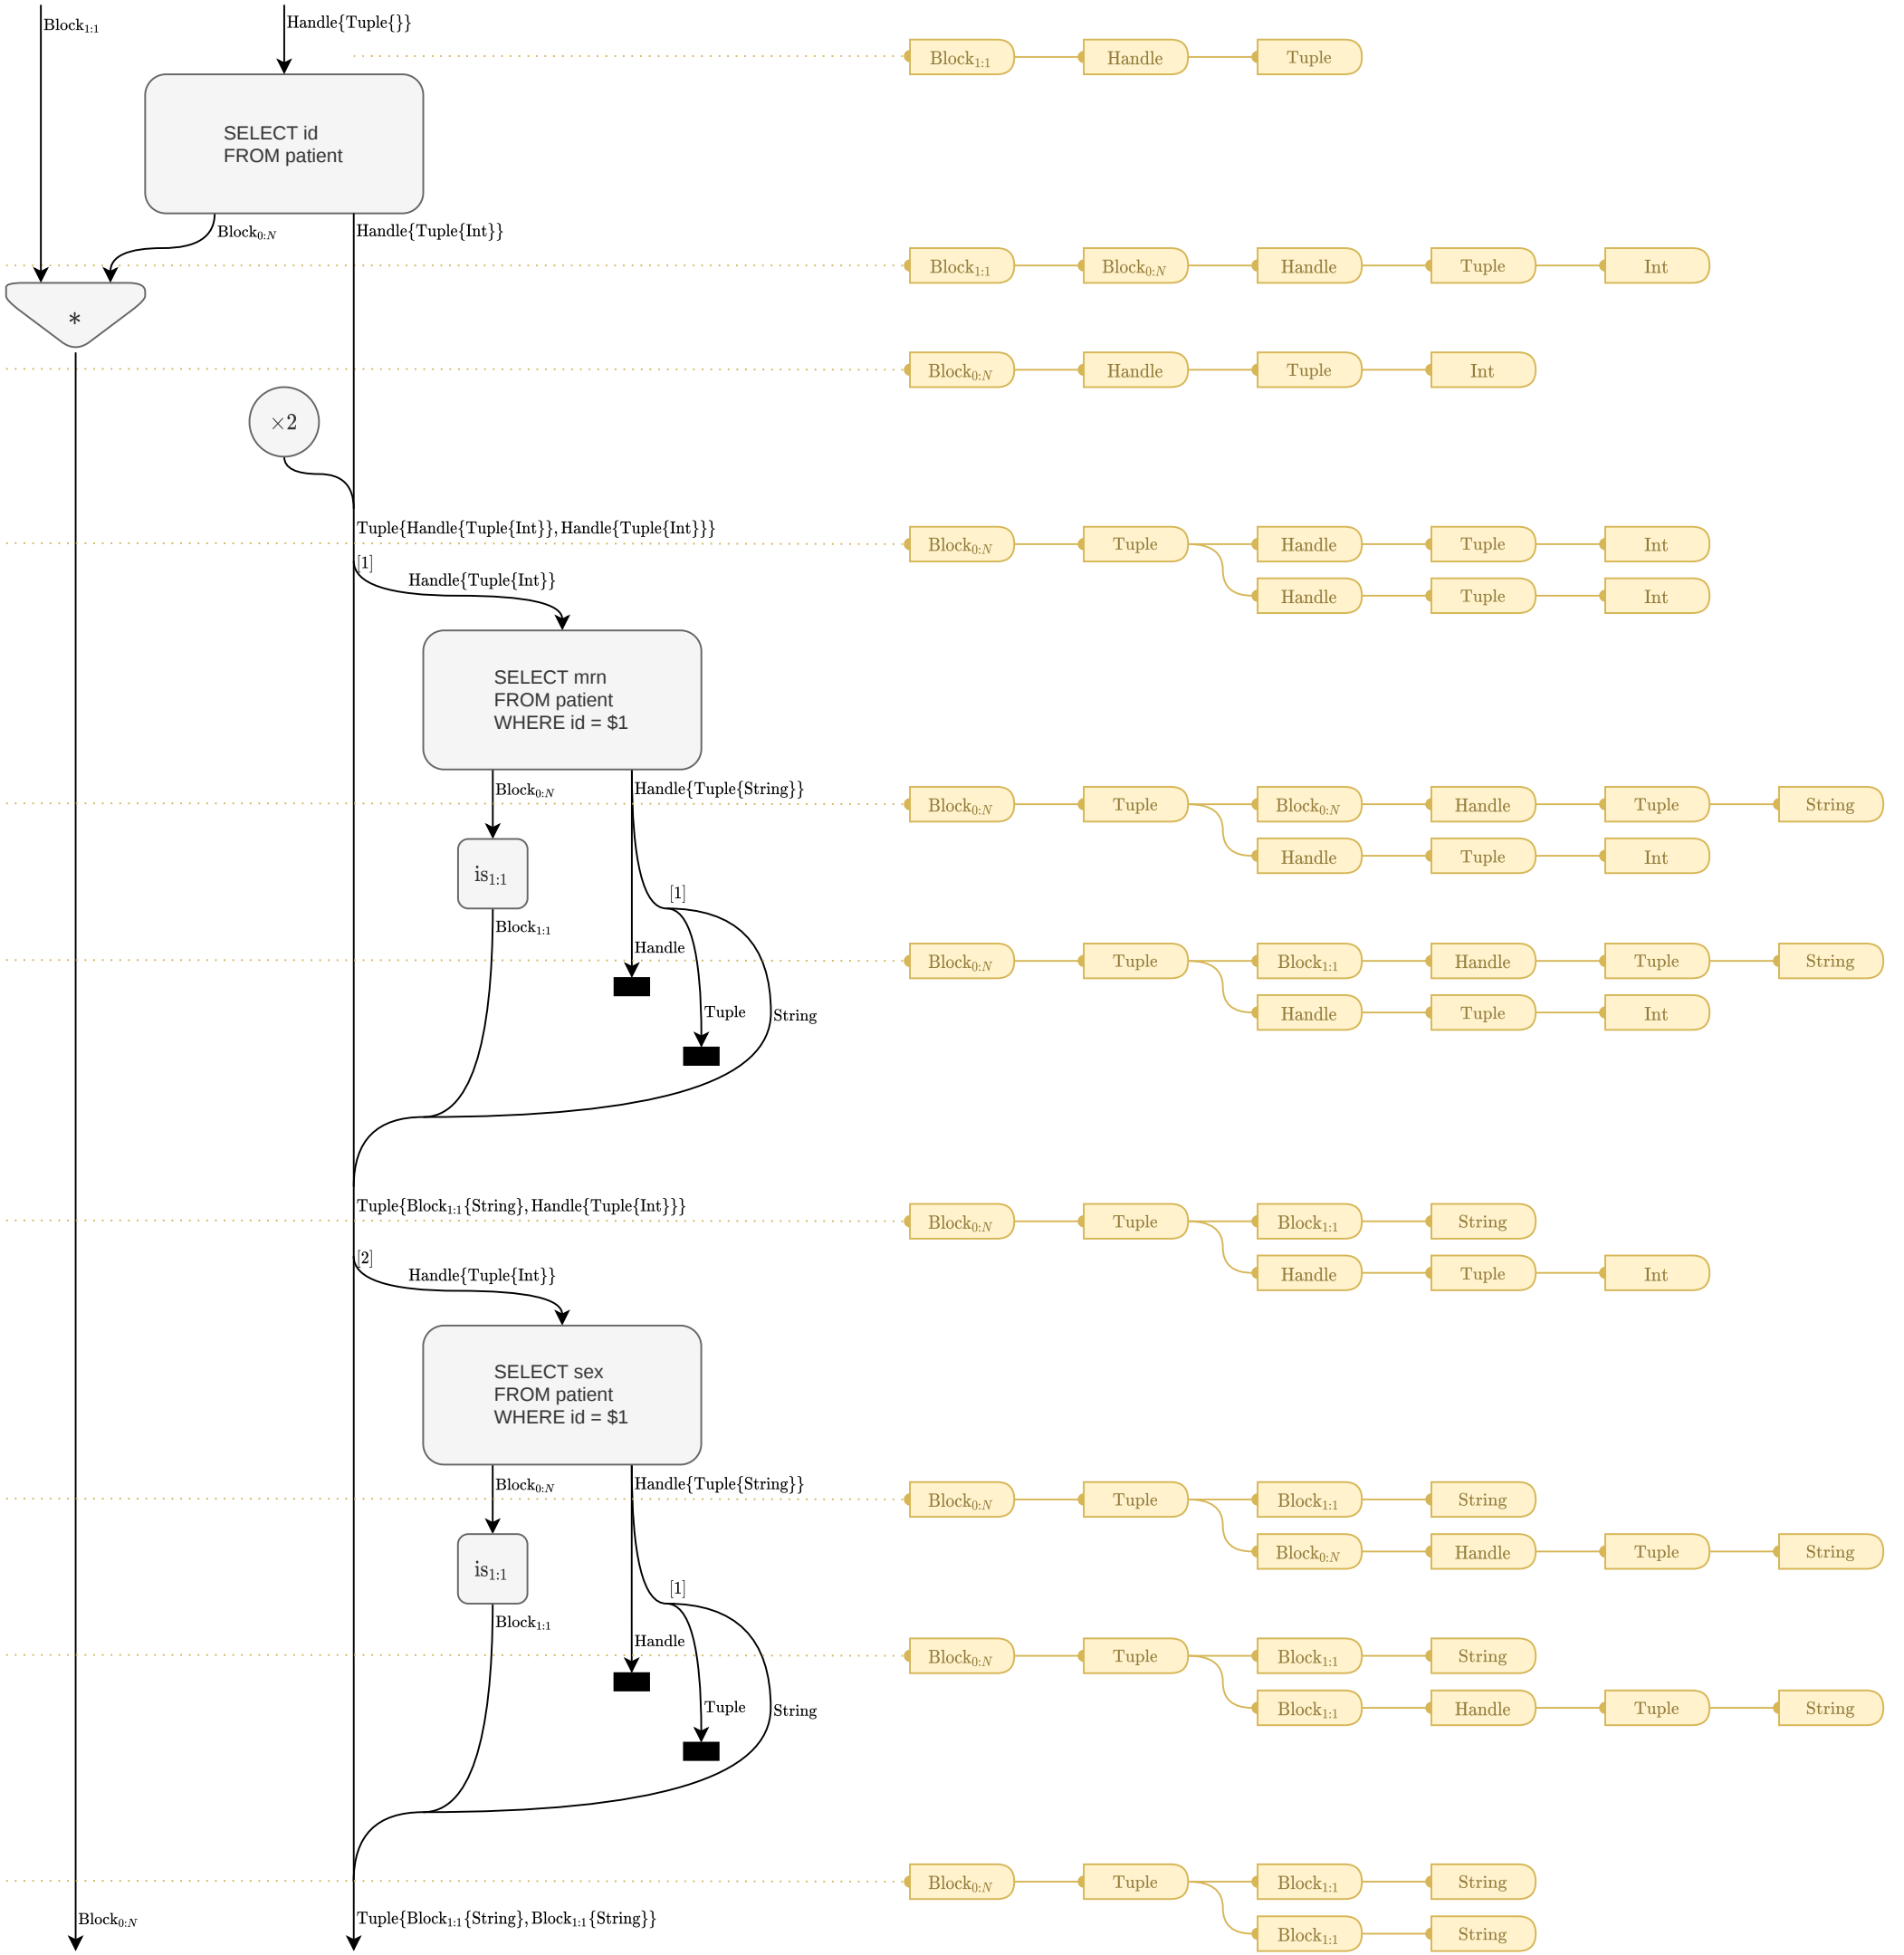 Block1:1
Handle{Tuple{}}
Block1:1 Handle Tuple
SELECT id
FROM patient
Block0:N
Handle{Tuple{Int}}
Block1:1 Block0:N Handle Tuple Int
*
Block0:N Handle Tuple Int
×2
Tuple{Handle{Tuple{Int}}, Handle{Tuple{Int}}}
Block0:N Tuple Handle Tuple Int
[1]
Handle{Tuple{Int}}
Handle Tuple Int
SELECT mrn
FROM patient
WHERE id = $1
Block0:N
Handle{Tuple{String}}
Block0:N Tuple Block0:N Handle Tuple String
Handle Tuple Int
is1:1
[1]
Block1:1
Handle
Block0:N Tuple Block1:1 Handle Tuple String
Handle Tuple Int
Tuple
String
Tuple{Block1:1{String}, Handle{Tuple{Int}}}
Block0:N Tuple Block1:1 String
[2]
Handle{Tuple{Int}}
Handle Tuple Int
SELECT sex
FROM patient
WHERE id = $1
Block0:N
Handle{Tuple{String}}
Block0:N Tuple Block1:1 String
Block0:N Handle Tuple String
is1:1
[1]
Block1:1
Handle
Block0:N Tuple Block1:1 String
Block1:1 Handle Tuple String
Tuple
String
Block0:N Tuple Block1:1 String
Block0:N
Tuple{Block1:1{String}, Block1:1{String}}
Block1:1 String